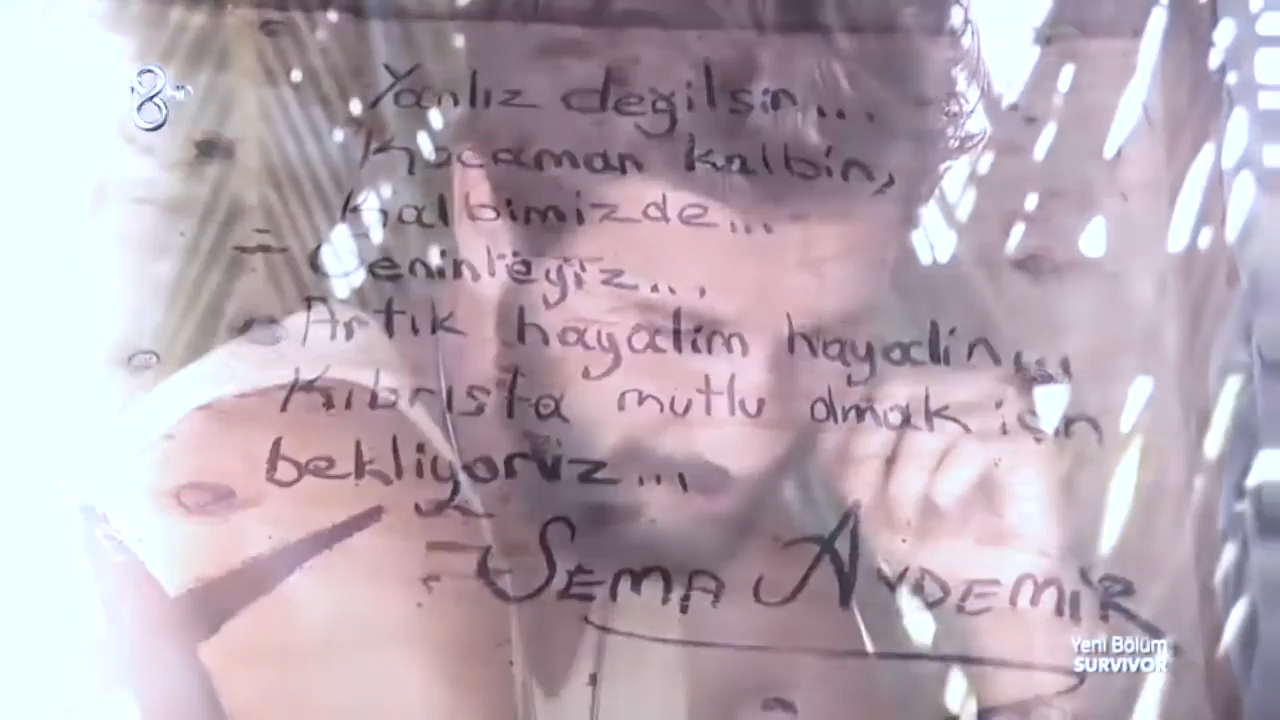 8
Yanlız değilsin...
Kocaman kalbin,
Kalbimizde...
Seninleyiz...
Artık hayalim hayalin,
Kıbrısta mutlu olmak için
bekliyoruz...
SEMA AYDEMİR
Yeni Bölüm
SURVIVOR